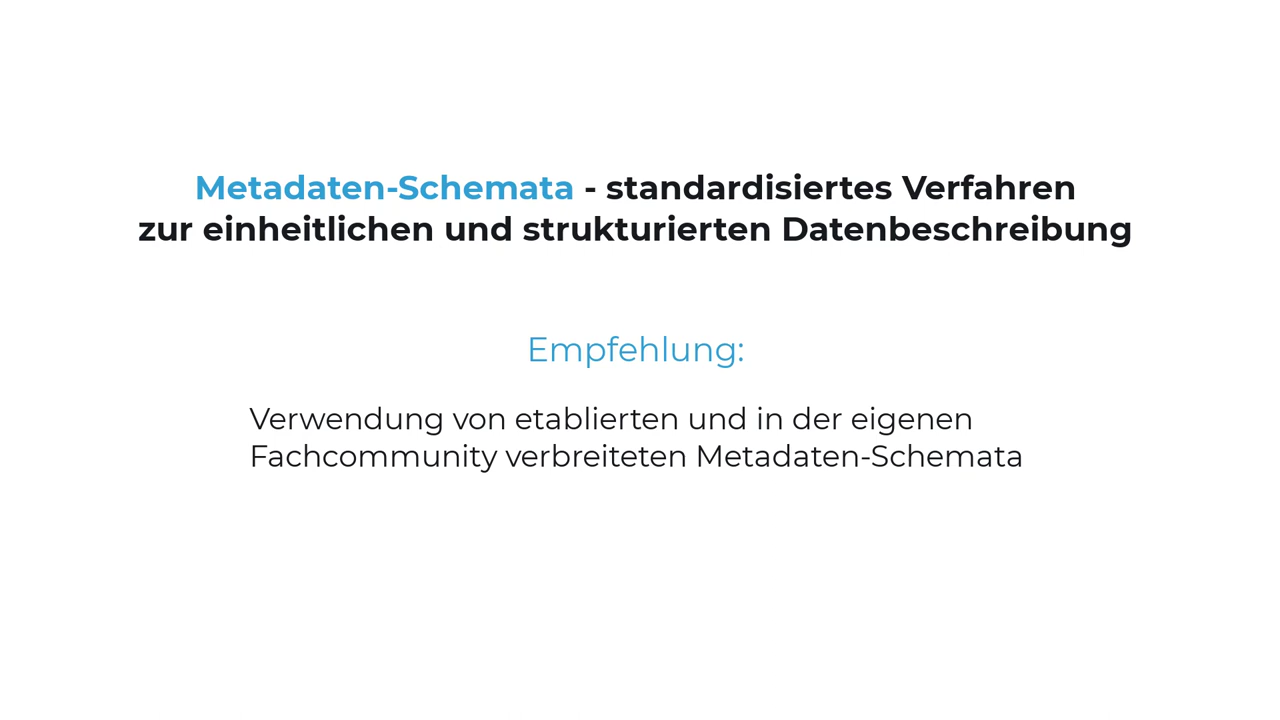 Metadaten-Schemata - standardisiertes Verfahren
zur einheitlichen und strukturierten Datenbeschreibung
Empfehlung:
Verwendung von etablierten und in der eigenen
Fachcommunity verbreiteten Metadaten-Schemata